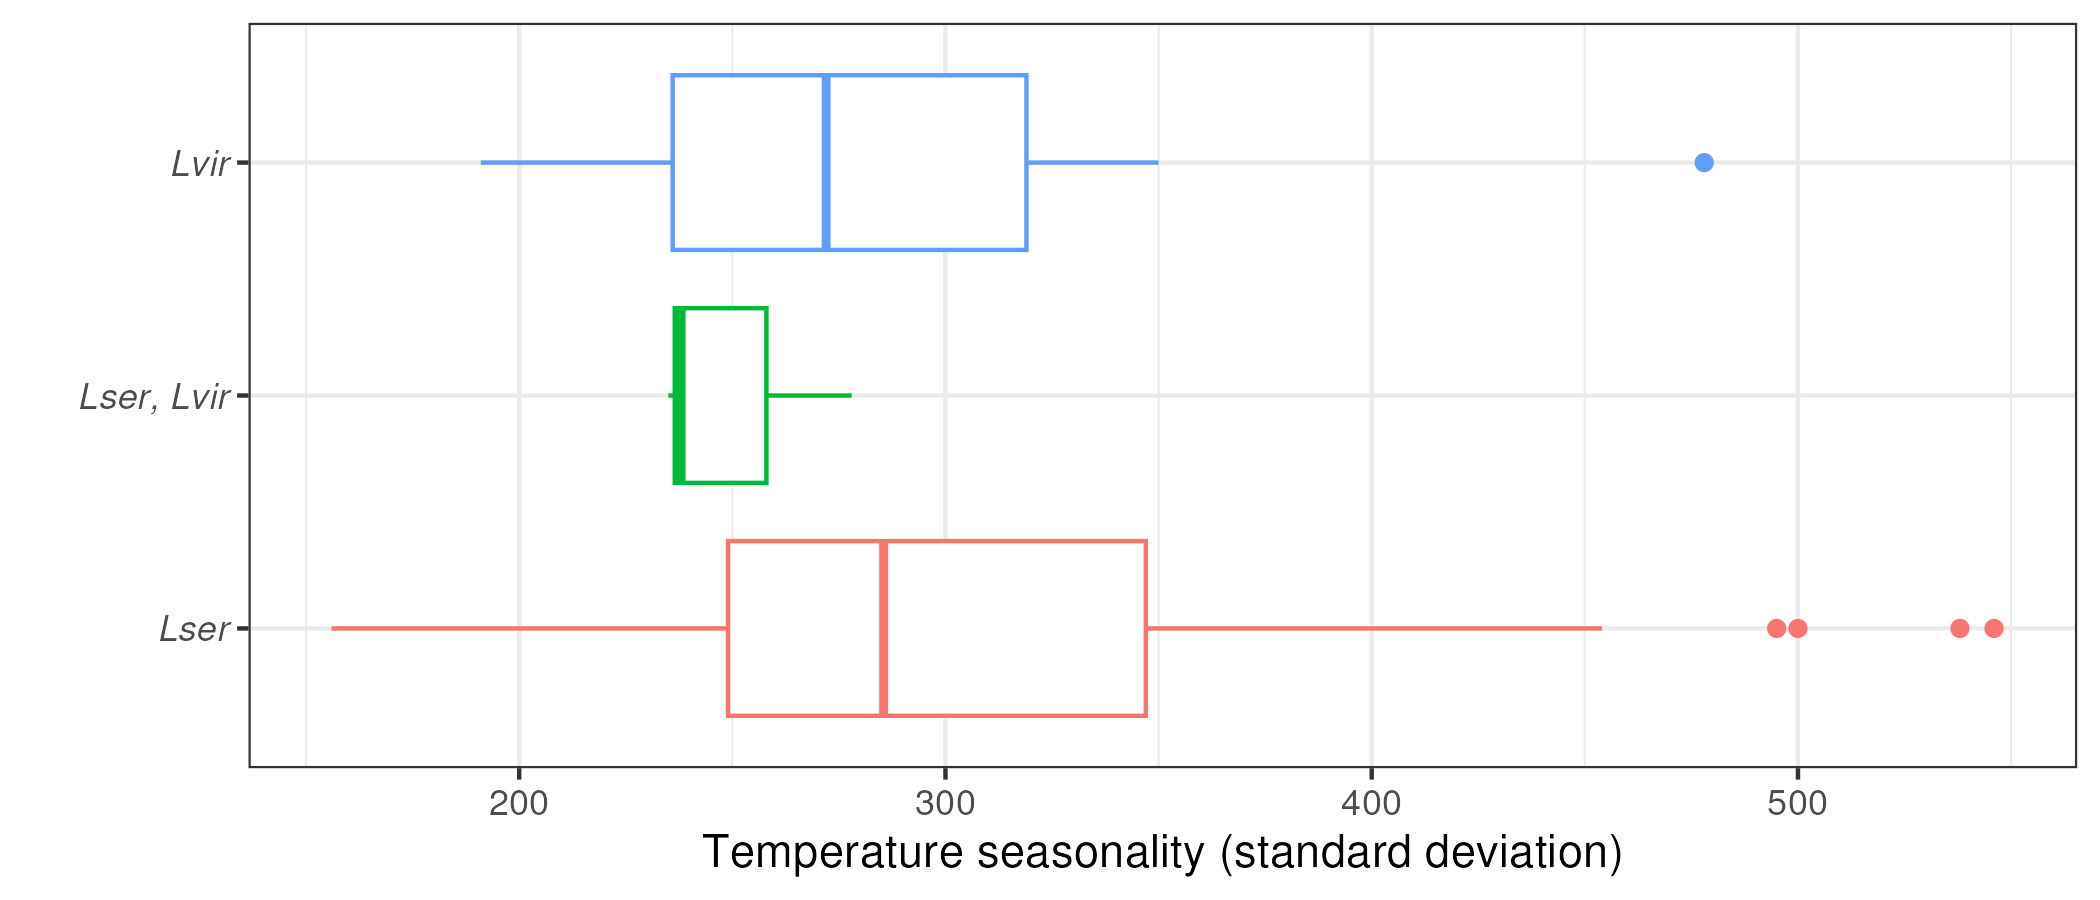 Lvir
Lser, Lvir
Lser
200 300 400 500
Temperature seasonality (standard deviation)